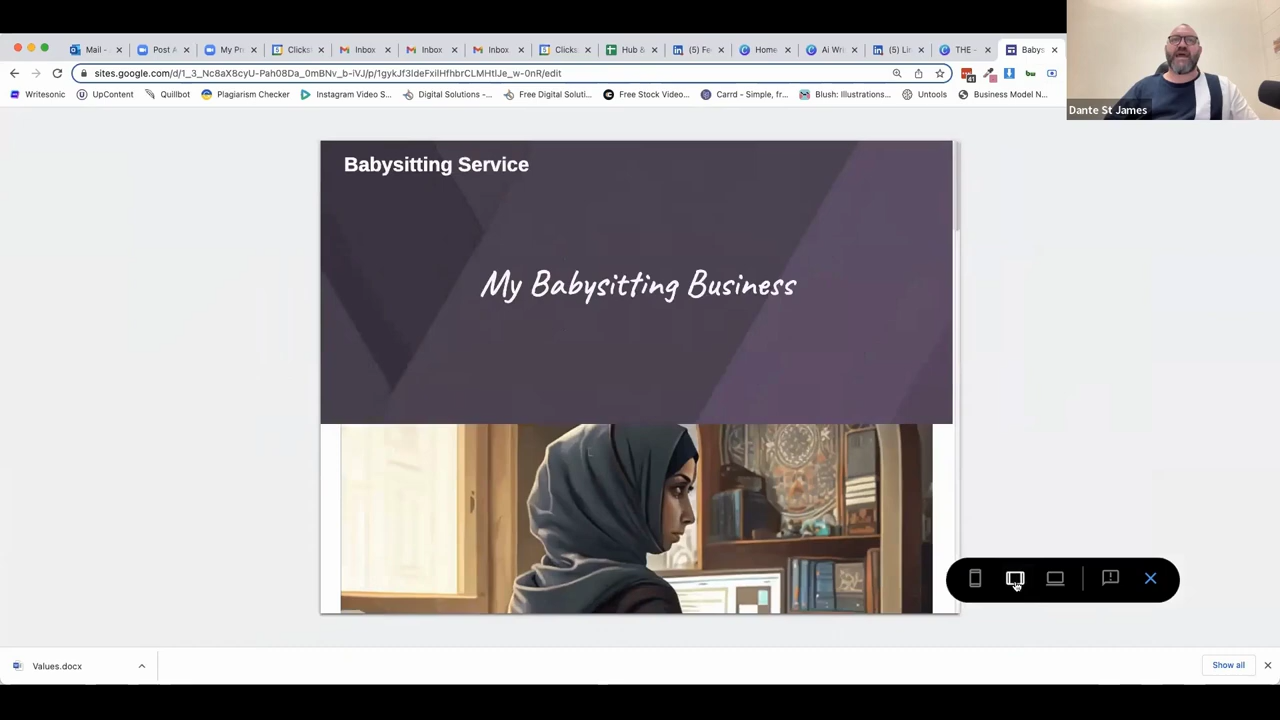 Mail -
Post A
My Pr
Clicks
Inbox
Inbox
Inbox
Clicks
Hub &
(5) Fe
Home
Ai Wri
(5) Li
THE -
Babys
sites.google.com/d/1_3_Nc8aX8cyU-Pah08Da_0mBNv_b-iVJ/p/1gykJf3IdeFxilHfhbrCLMHtIJe_w-0nR/edit
41
Writesonic
UpContent
Quillbot
Plagiarism Checker
Instagram Video S...
Digital Solutions -...
Free Digital Soluti...
Free Stock Video...
Carrd - Simple, fr...
Blush: Illustrations...
Untools
Business Model N...
Dante St James
Babysitting Service
My Babysitting Business
Values.docx
Show all